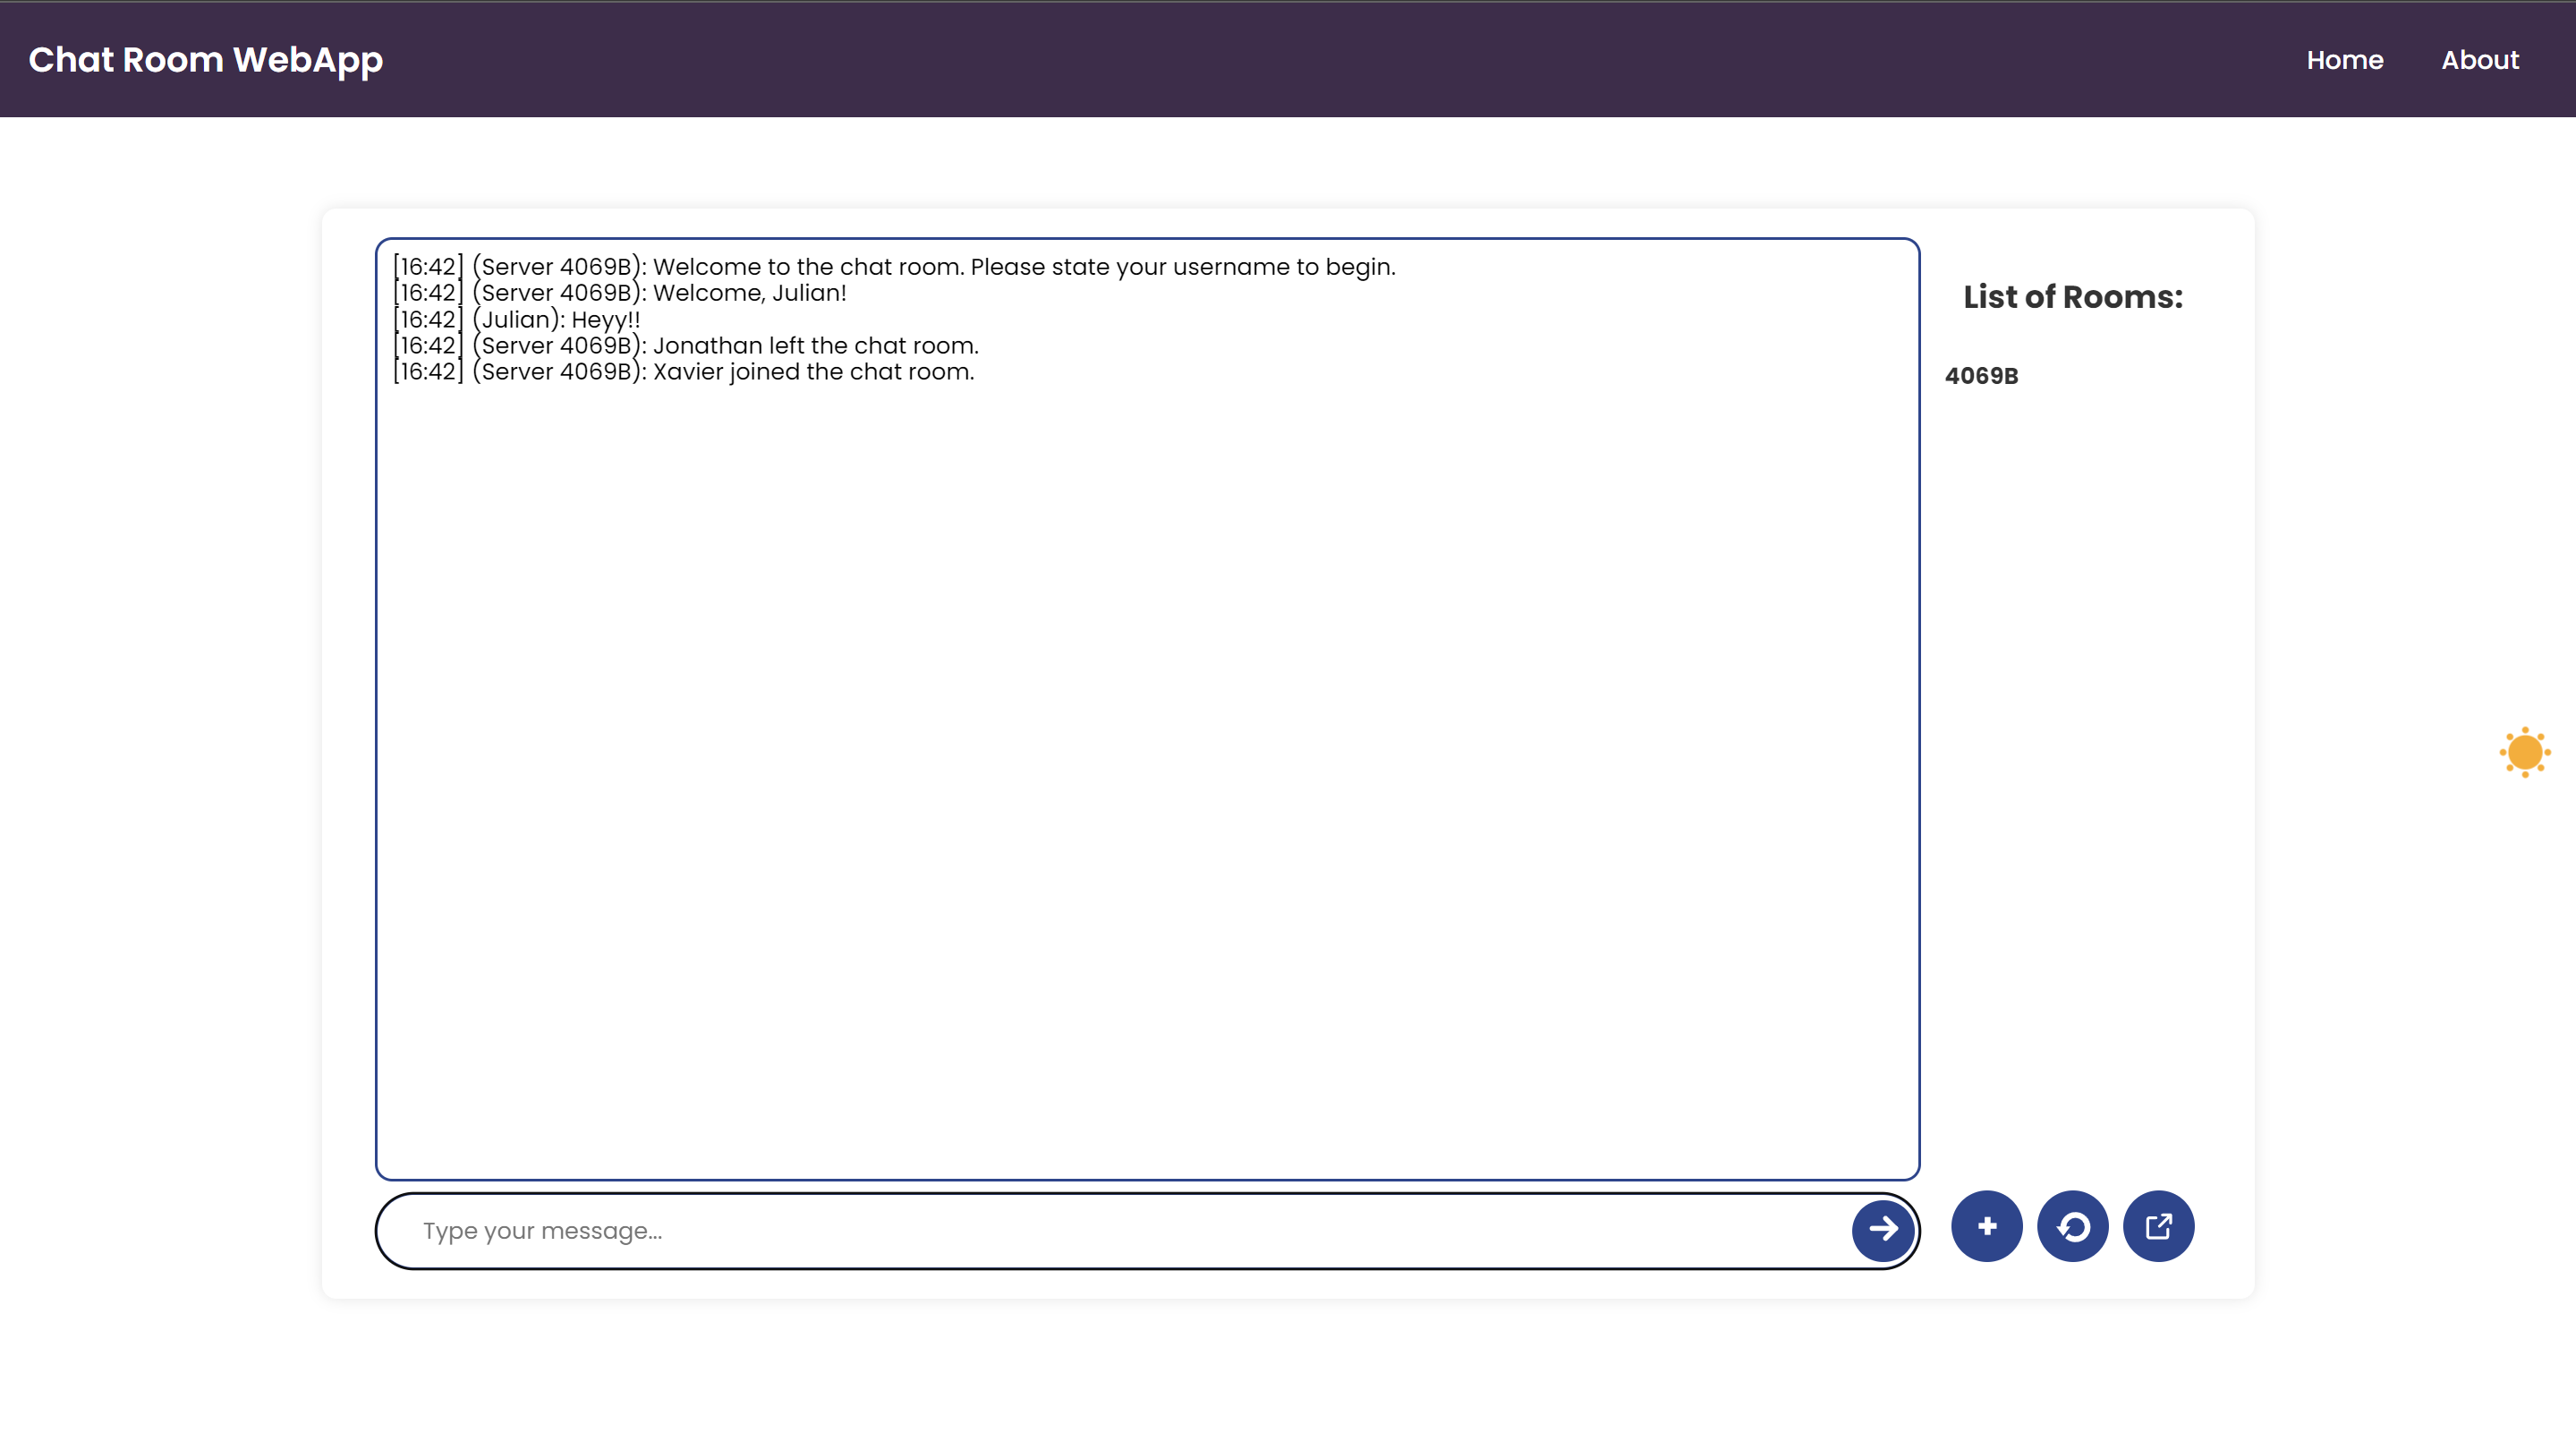 Chat Room WebApp
Home
About
[16:42] (Server 4069B): Welcome to the chat room. Please state your username to begin.
[16:42] (Server 4069B): Welcome, Julian!
[16:42] (Julian): Heyy!!
[16:42] (Server 4069B): Jonathan left the chat room.
[16:42] (Server 4069B): Xavier joined the chat room.
List of Rooms:
4069B
Type your message...